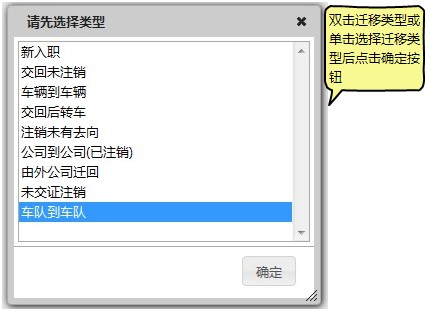 请先选择类型
新入职
交回未注销
车辆到车辆
交回后转车
注销未有去向
公司到公司(已注销)
由外公司迁回
未交证注销
车队到车队
确定
双击迁移类型或
单击选择迁移类
型后点击确定按
钮